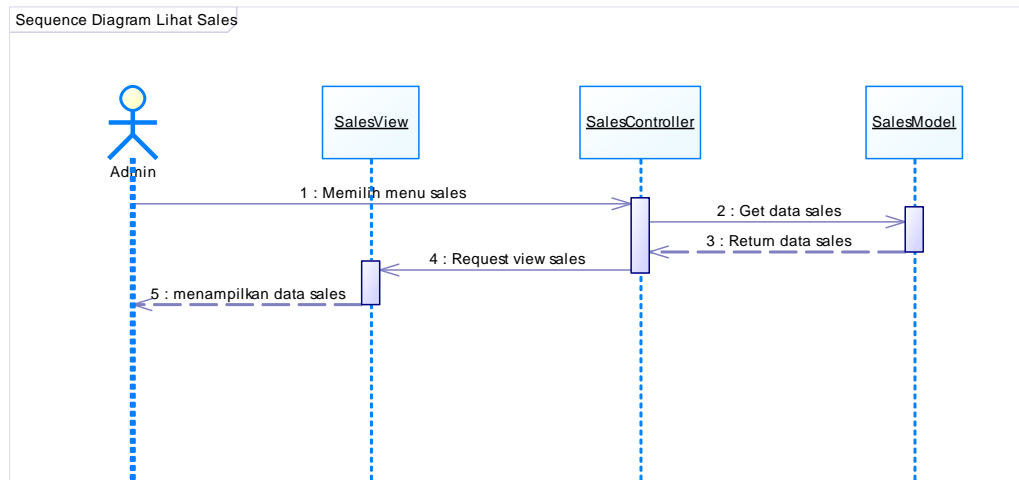 Sequence Diagram Lihat Sales
SalesView
SalesController
SalesModel
Admin
1 : Memilih menu sales
2 : Get data sales
3 : Return data sales
4 : Request view sales
5 : menampilkan data sales